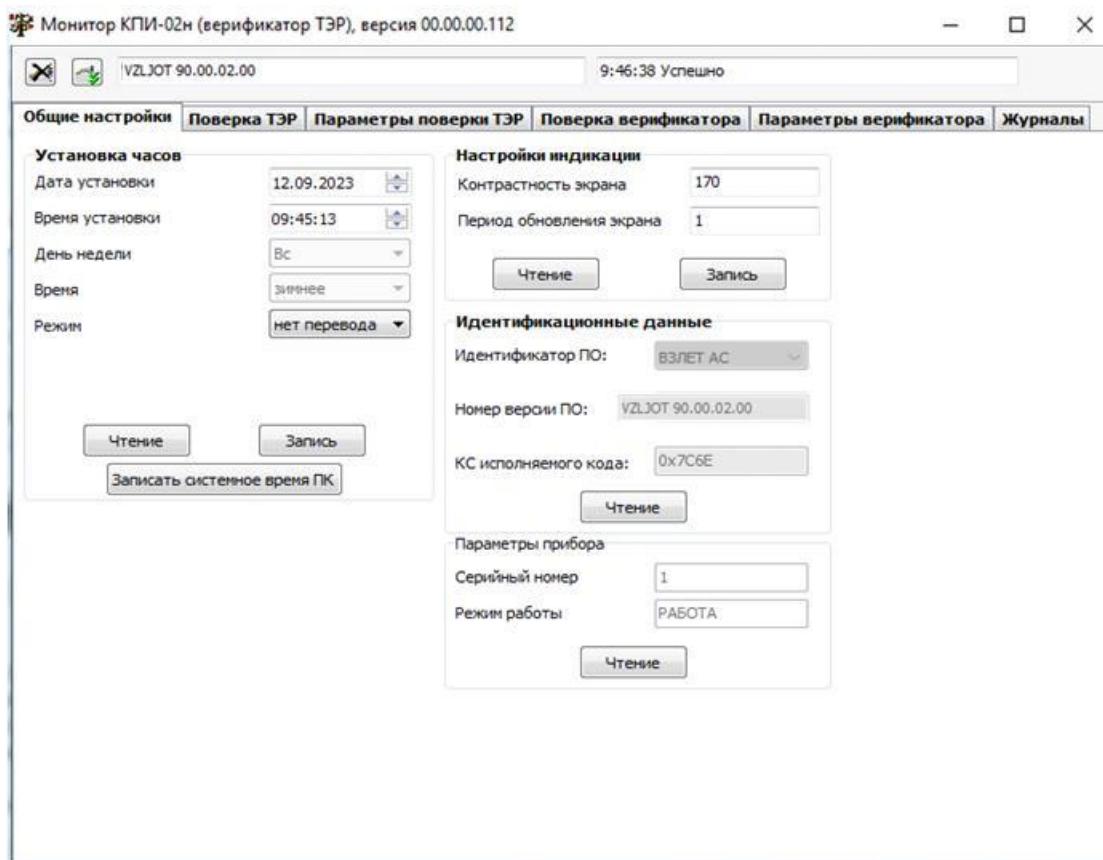 Монитор КПИ-02н (верификатор ТЭР), версия 00.00.00.112
VZLJOT 90.00.02.00
9:46:38 Успешно
Общие настройки Поверка ТЭР Параметры поверки ТЭР Поверка верификатора Параметры верификатора Журналы
Установка часов
Дата установки 12.09.2023
Время установки 09:45:13
День недели Вс
Время зимнее
Режим нет перевода
Чтение Запись
Записать системное время ПК
Настройки индикации
Контрастность экрана 170
Период обновления экрана 1
Чтение Запись
Идентификационные данные
Идентификатор ПО: ВЗЛЕТ АС
Номер версии ПО: VZLJOT 90.00.02.00
КС исполняемого кода: 0x7C6E
Чтение
Параметры прибора
Серийный номер 1
Режим работы РАБОТА
Чтение